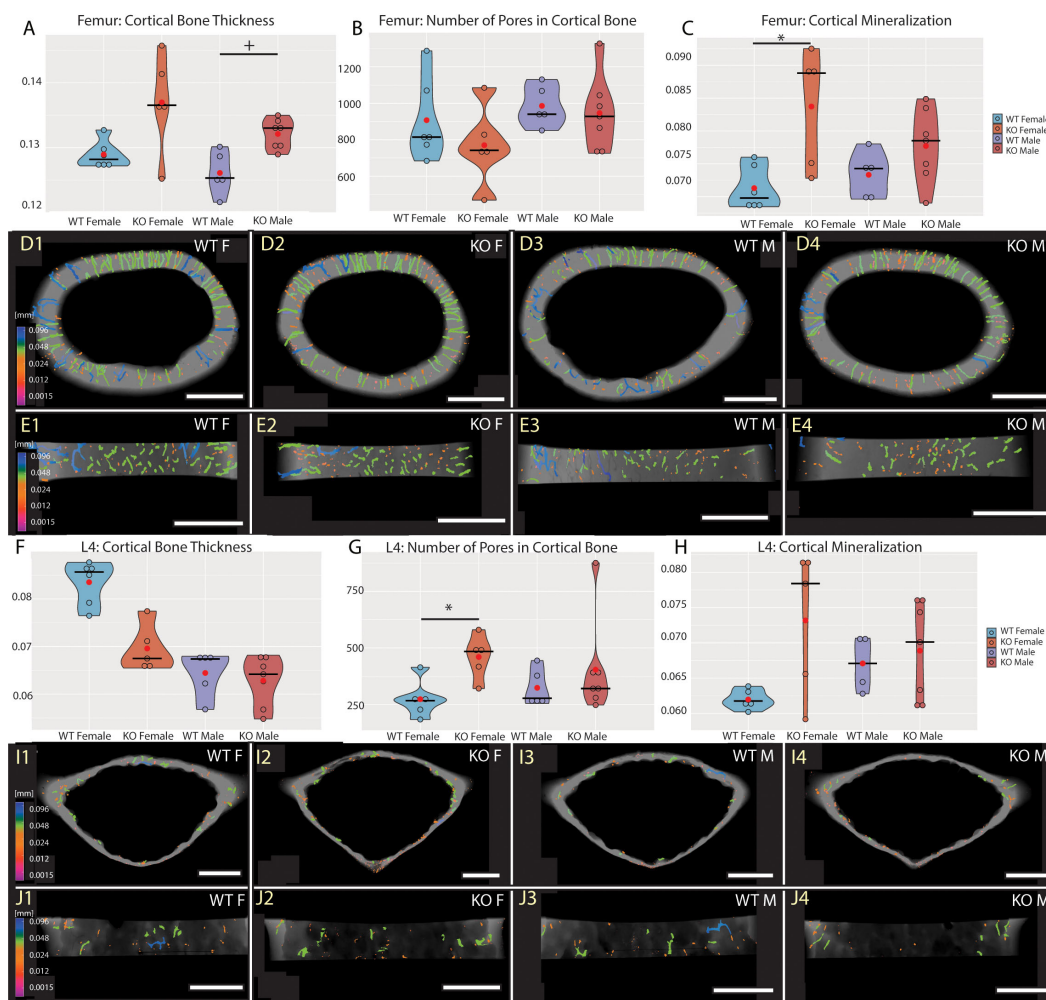 A Femur: Cortical Bone Thickness
0.14
0.13
0.12
+
WT Female KO Female WT Male KO Male
B Femur: Number of Pores in Cortical Bone
1200
1000
800
600
WT Female KO Female WT Male KO Male
C Femur: Cortical Mineralization
0.090
0.085
0.080
0.075
0.070
*
WT Female KO Female WT Male KO Male
WT Female
KO Female
WT Male
KO Male
D1 WT F
[mm]
0.096
0.048
0.024
0.012
0.0015
D2 KO F
D3 WT M
D4 KO M
E1 WT F
[mm]
0.096
0.048
0.024
0.012
0.0015
E2 KO F
E3 WT M
E4 KO M
F L4: Cortical Bone Thickness
0.08
0.07
0.06
WT Female KO Female WT Male KO Male
G L4: Number of Pores in Cortical Bone
750
500
250
*
WT Female KO Female WT Male KO Male
H L4: Cortical Mineralization
0.080
0.075
0.070
0.065
0.060
WT Female KO Female WT Male KO Male
WT Female
KO Female
WT Male
KO Male
I1 WT F
[mm]
0.096
0.048
0.024
0.012
0.0015
I2 KO F
I3 WT M
I4 KO M
J1 WT F
[mm]
0.096
0.048
0.024
0.012
0.0015
J2 KO F
J3 WT M
J4 KO M